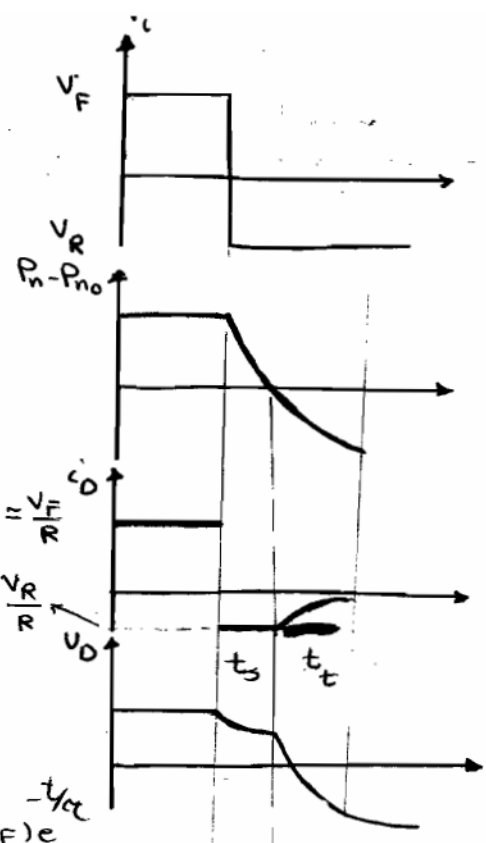 V_F
V_R
P_n - P_no
i_D
= V_F/R
V_R/R
t_s t_t
V_D
F)e